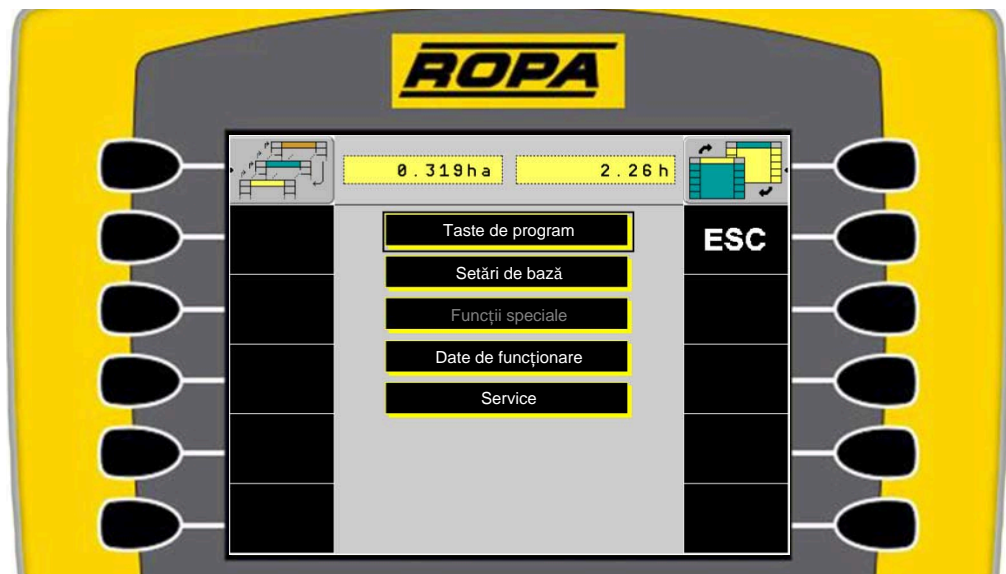 ROPA
0.319ha 2.26h
Taste de program
ESC
Setări de bază
Funcții speciale
Date de funcționare
Service